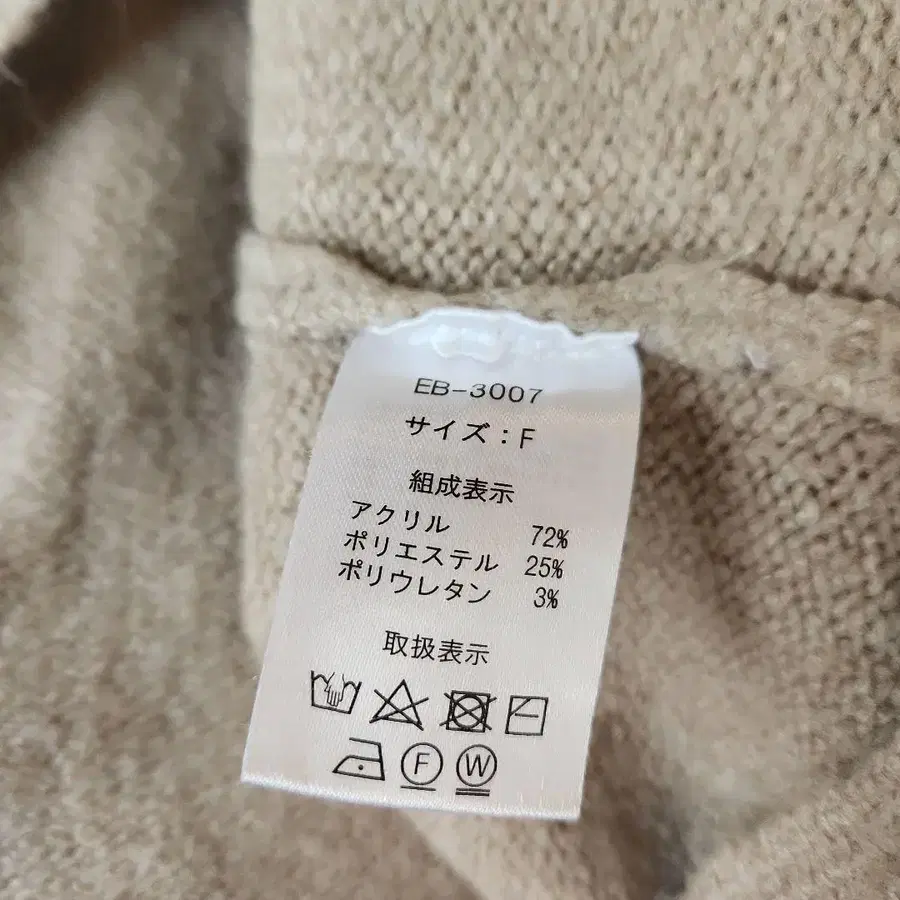 EB-3007
サイズ：F
組成表示
アクリル 72%
ポリエステル 25%
ポリウレタン 3%
取扱表示
F W